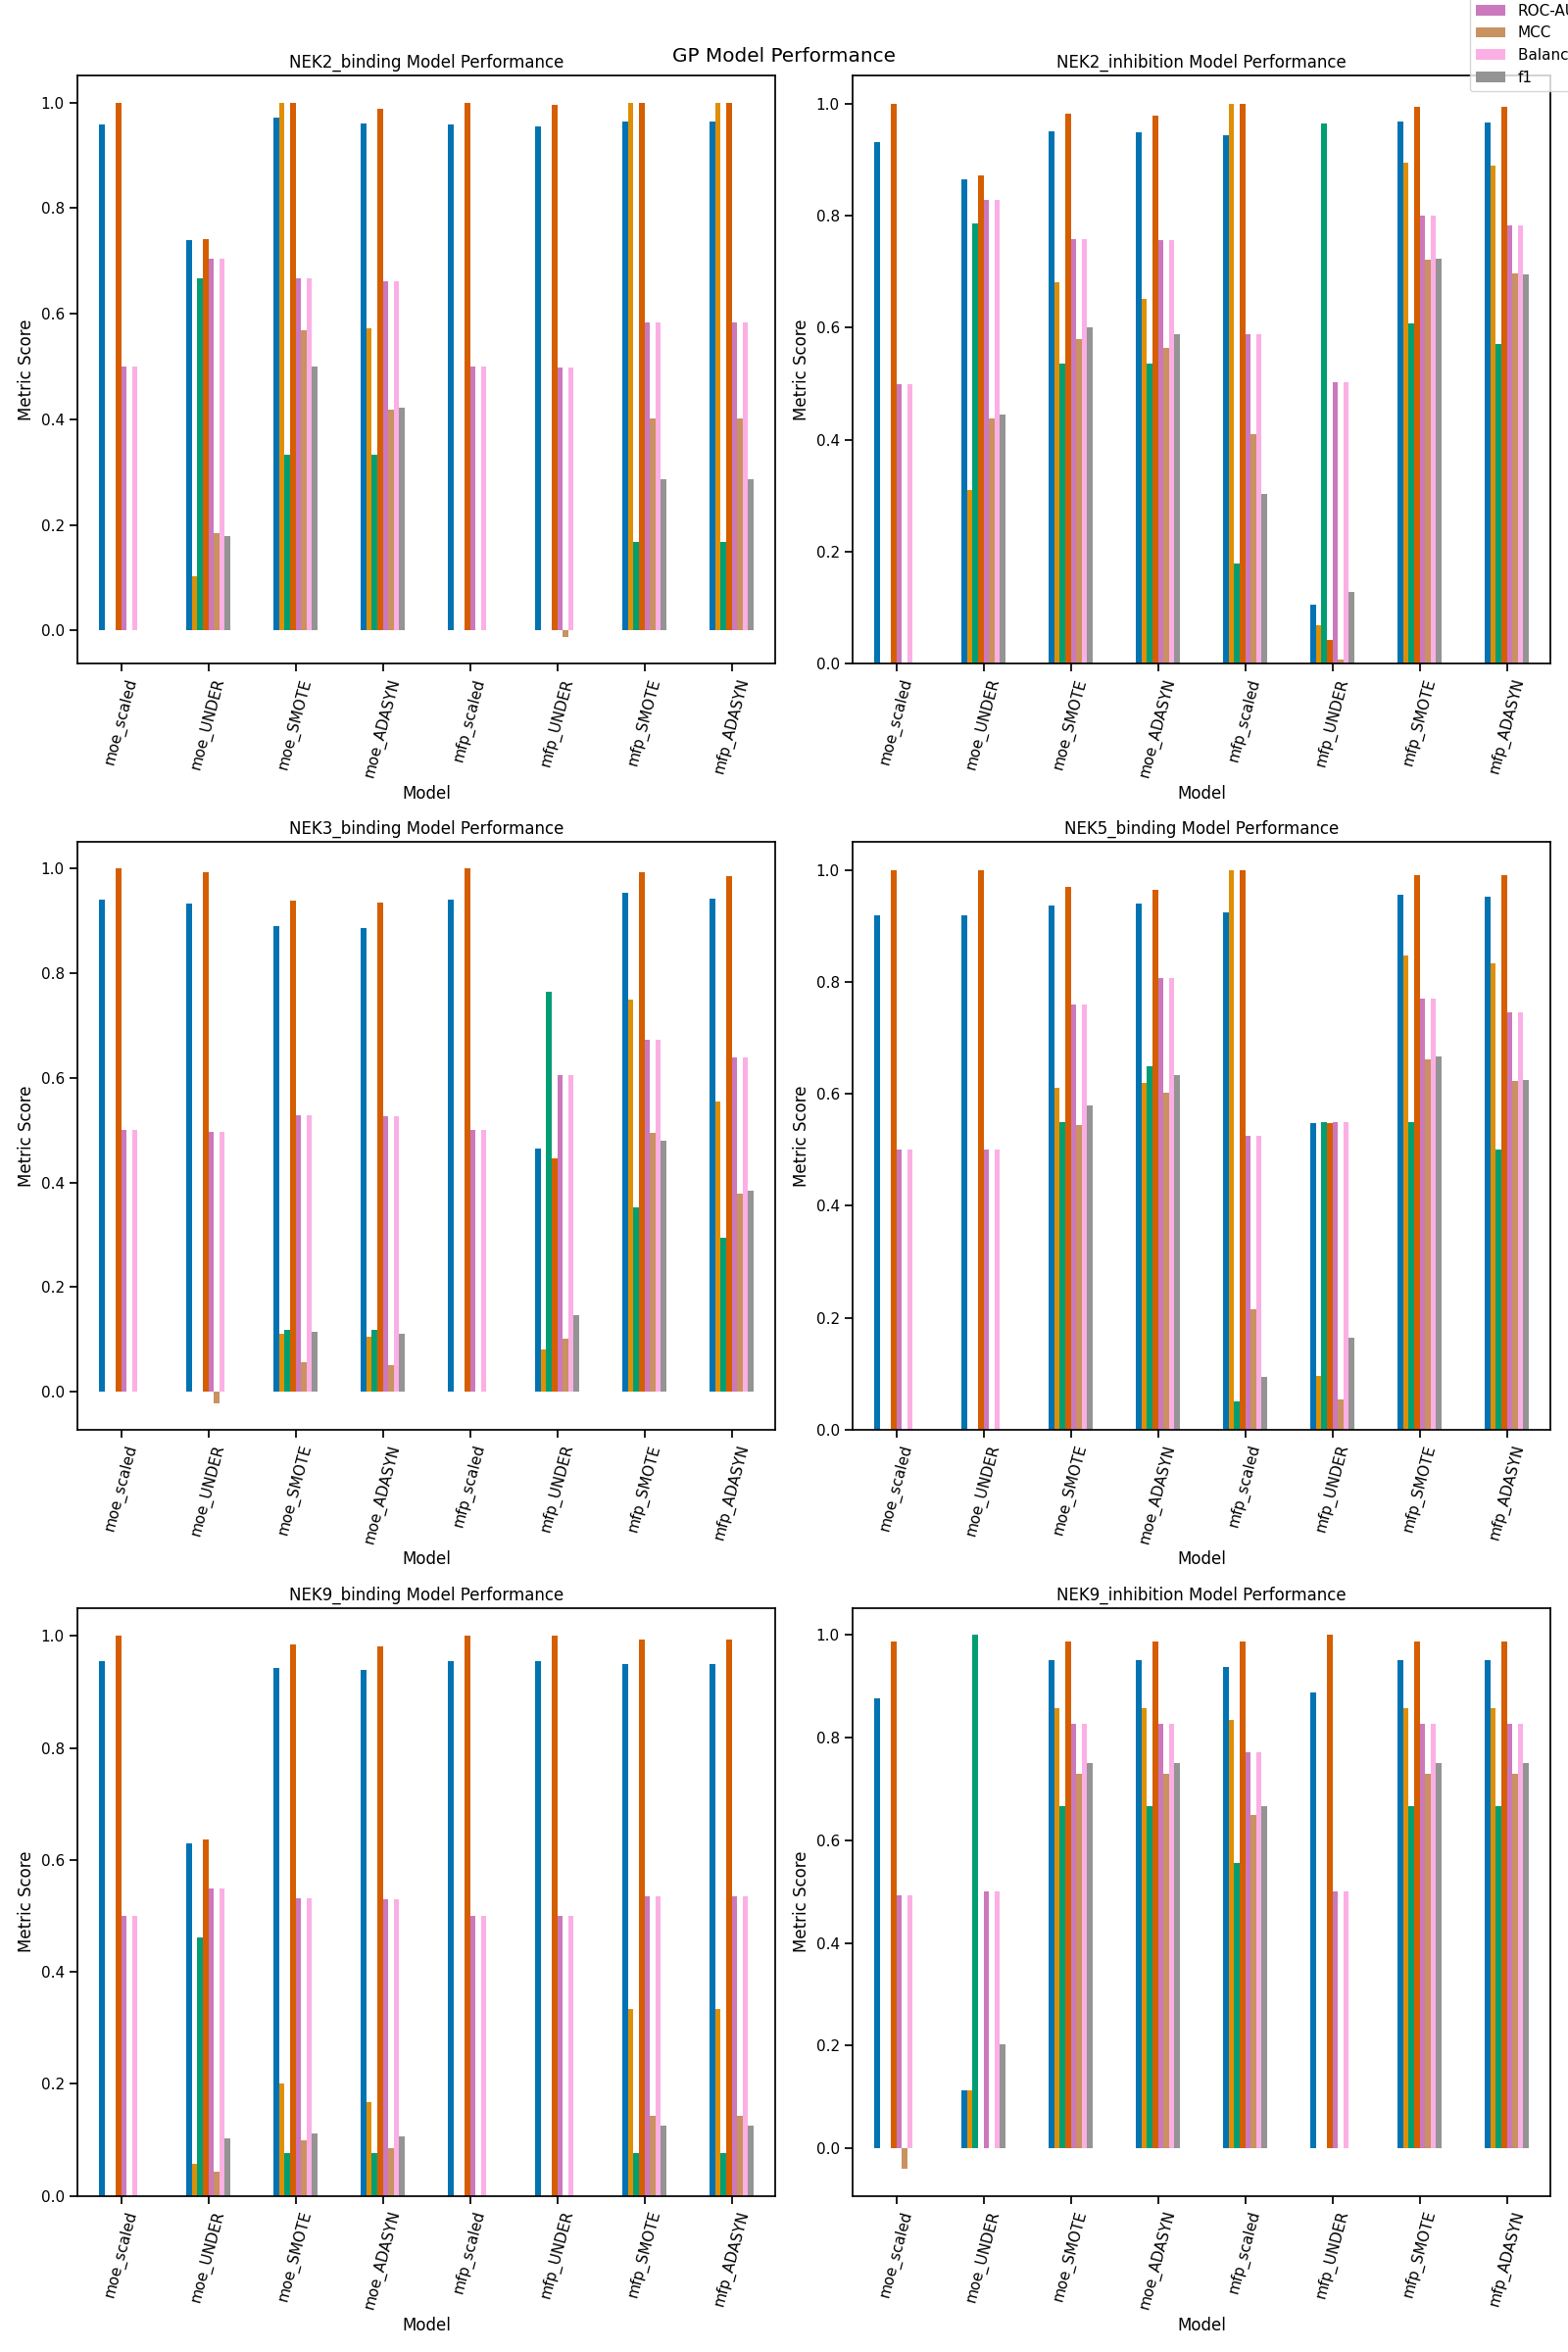 GP Model Performance
ROC-AU
MCC
Balanc
f1
NEK2_binding Model Performance
Metric Score
1.0
0.8
0.6
0.4
0.2
0.0
moe_scaled
moe_UNDER
moe_SMOTE
moe_ADASYN
mfp_scaled
mfp_UNDER
mfp_SMOTE
mfp_ADASYN
Model
NEK2_inhibition Model Performance
Metric Score
1.0
0.8
0.6
0.4
0.2
0.0
moe_scaled
moe_UNDER
moe_SMOTE
moe_ADASYN
mfp_scaled
mfp_UNDER
mfp_SMOTE
mfp_ADASYN
Model
NEK3_binding Model Performance
Metric Score
1.0
0.8
0.6
0.4
0.2
0.0
moe_scaled
moe_UNDER
moe_SMOTE
moe_ADASYN
mfp_scaled
mfp_UNDER
mfp_SMOTE
mfp_ADASYN
Model
NEK5_binding Model Performance
Metric Score
1.0
0.8
0.6
0.4
0.2
0.0
moe_scaled
moe_UNDER
moe_SMOTE
moe_ADASYN
mfp_scaled
mfp_UNDER
mfp_SMOTE
mfp_ADASYN
Model
NEK9_binding Model Performance
Metric Score
1.0
0.8
0.6
0.4
0.2
0.0
moe_scaled
moe_UNDER
moe_SMOTE
moe_ADASYN
mfp_scaled
mfp_UNDER
mfp_SMOTE
mfp_ADASYN
Model
NEK9_inhibition Model Performance
Metric Score
1.0
0.8
0.6
0.4
0.2
0.0
moe_scaled
moe_UNDER
moe_SMOTE
moe_ADASYN
mfp_scaled
mfp_UNDER
mfp_SMOTE
mfp_ADASYN
Model